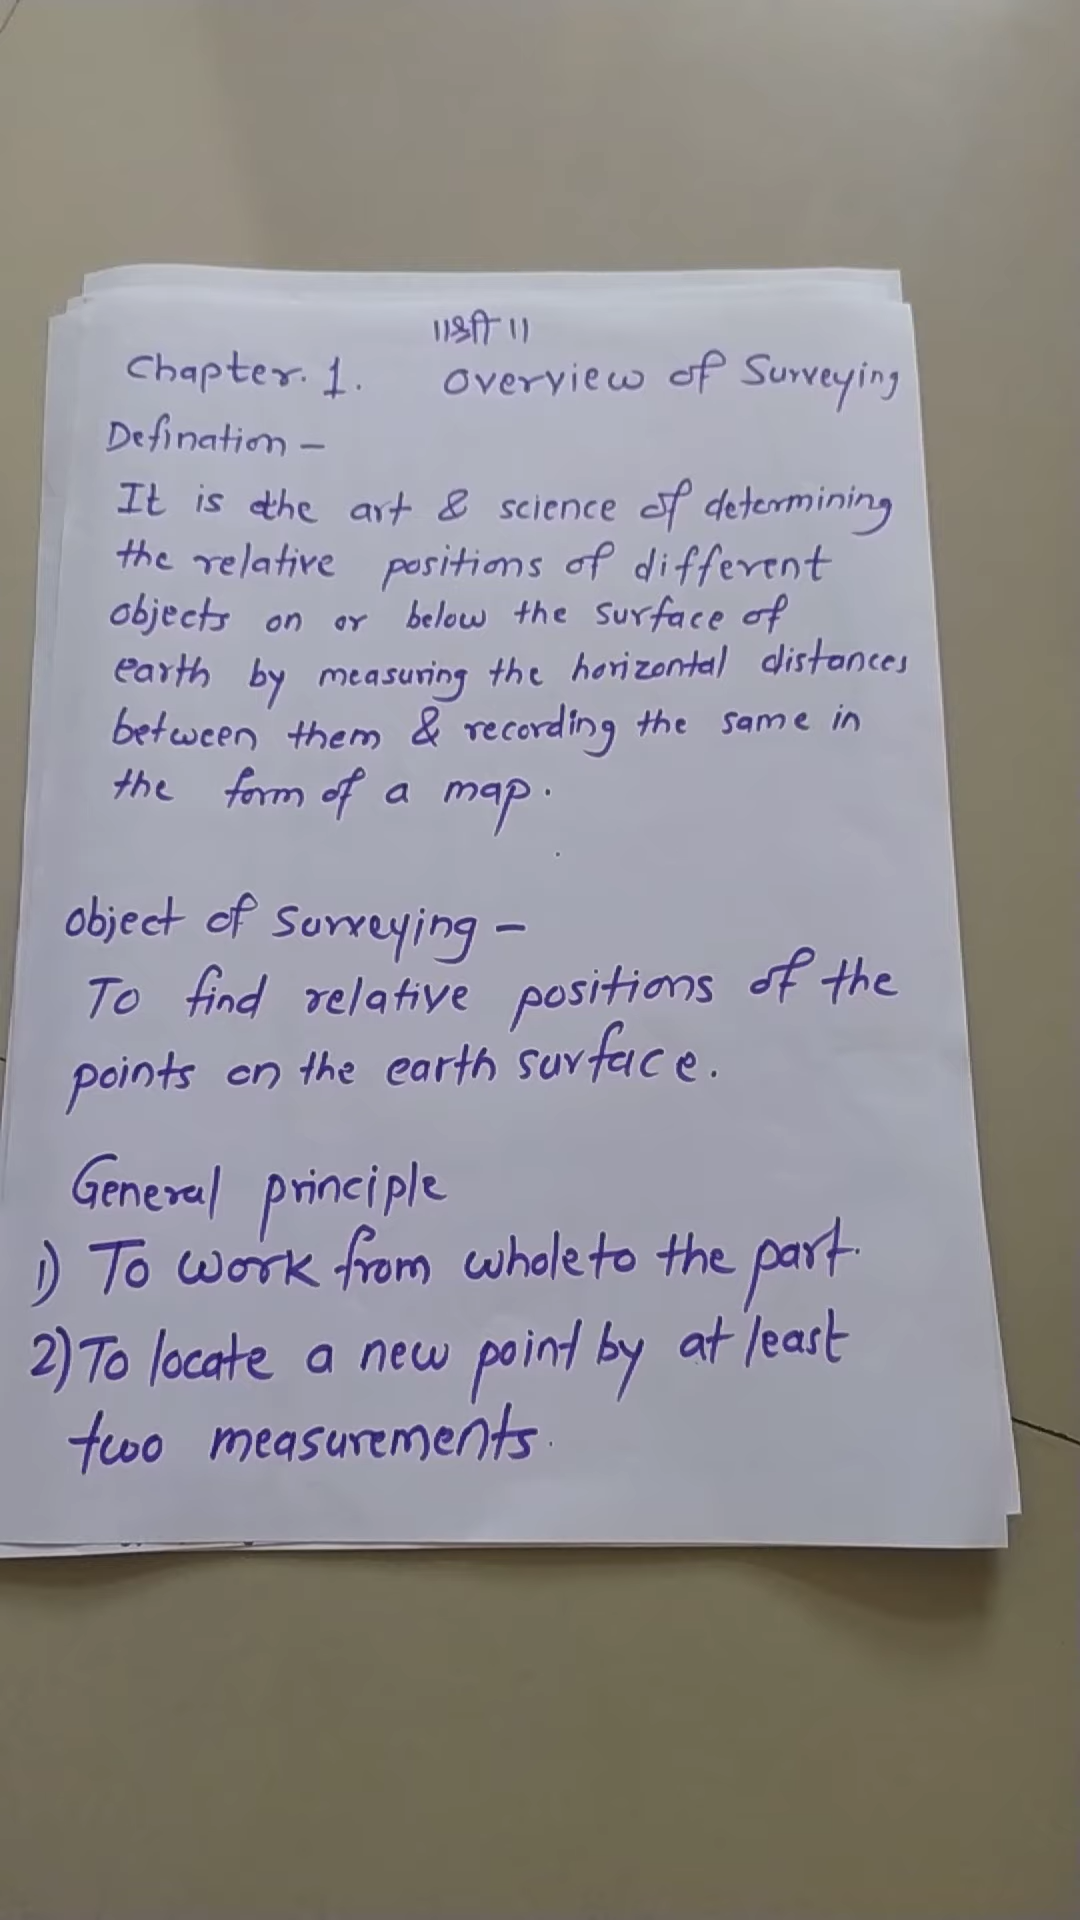 ॥श्री॥
Chapter. 1. Overview of Surveying
Defination -
It is the art & science of determining
the relative positions of different
objects on or below the surface of
earth by measuring the horizontal distances
between them & recording the same in
the form of a map.
object of surveying -
To find relative positions of the
points on the earth surface.
General principle
1) To work from whole to the part.
2) To locate a new point by at least
two measurements.